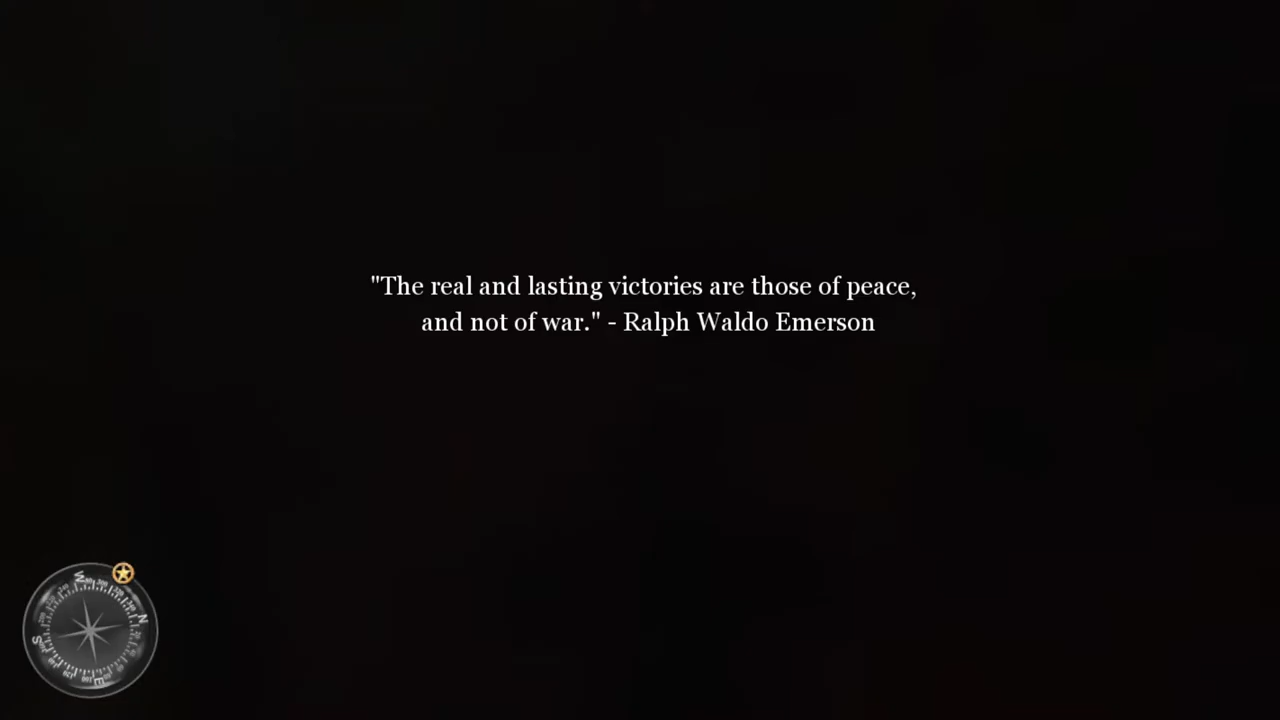 "The real and lasting victories are those of peace,
and not of war." - Ralph Waldo Emerson
W
N
S
E